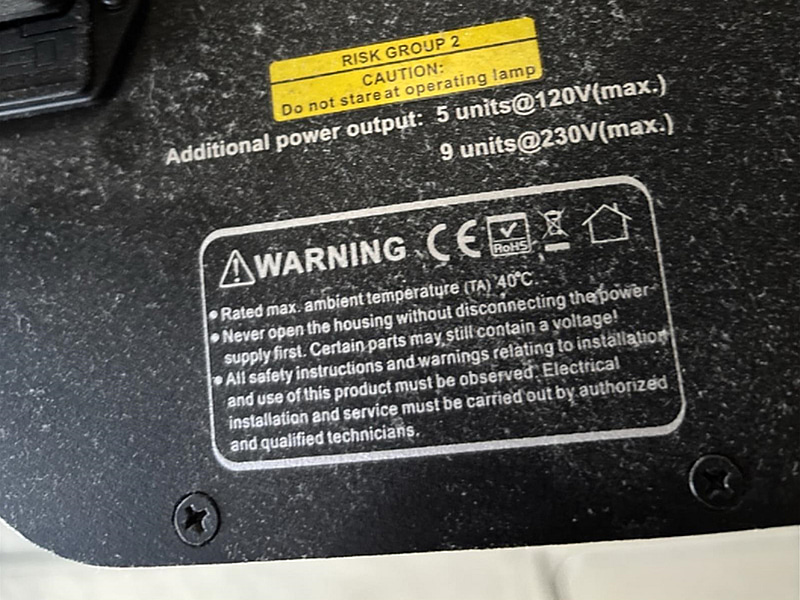 RISK GROUP 2
CAUTION:
Do not stare at operating lamp
Additional power output: 5 units@120V(max.)
9 units@230V(max.)
WARNING CE RoHS
•Rated max. ambient temperature (TA) 40°C.
•Never open the housing without disconnecting the power
supply first. Certain parts may still contain a voltage!
•All safety instructions and warnings relating to installation
and use of this product must be observed. Electrical
installation and service must be carried out by authorized
and qualified technicians.